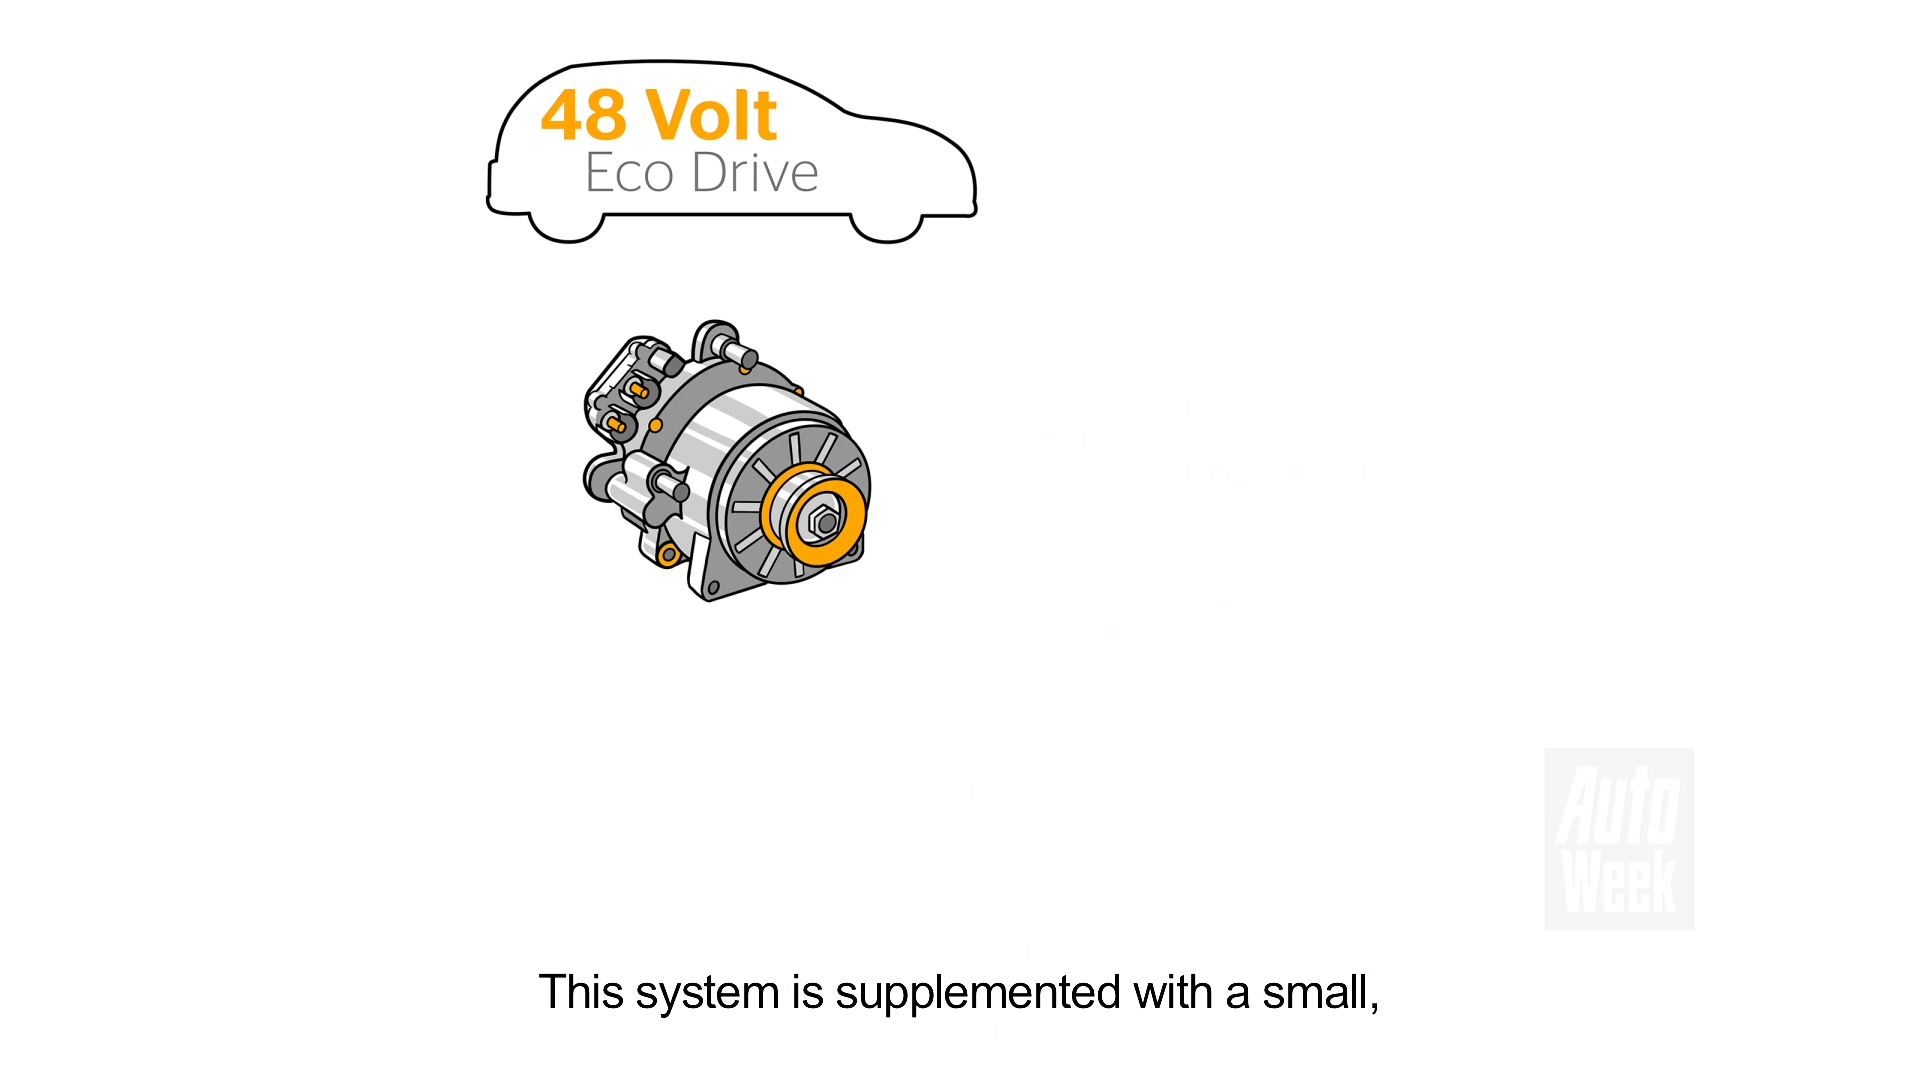 48 Volt
Eco Drive
Auto
Week
This system is supplemented with a small,